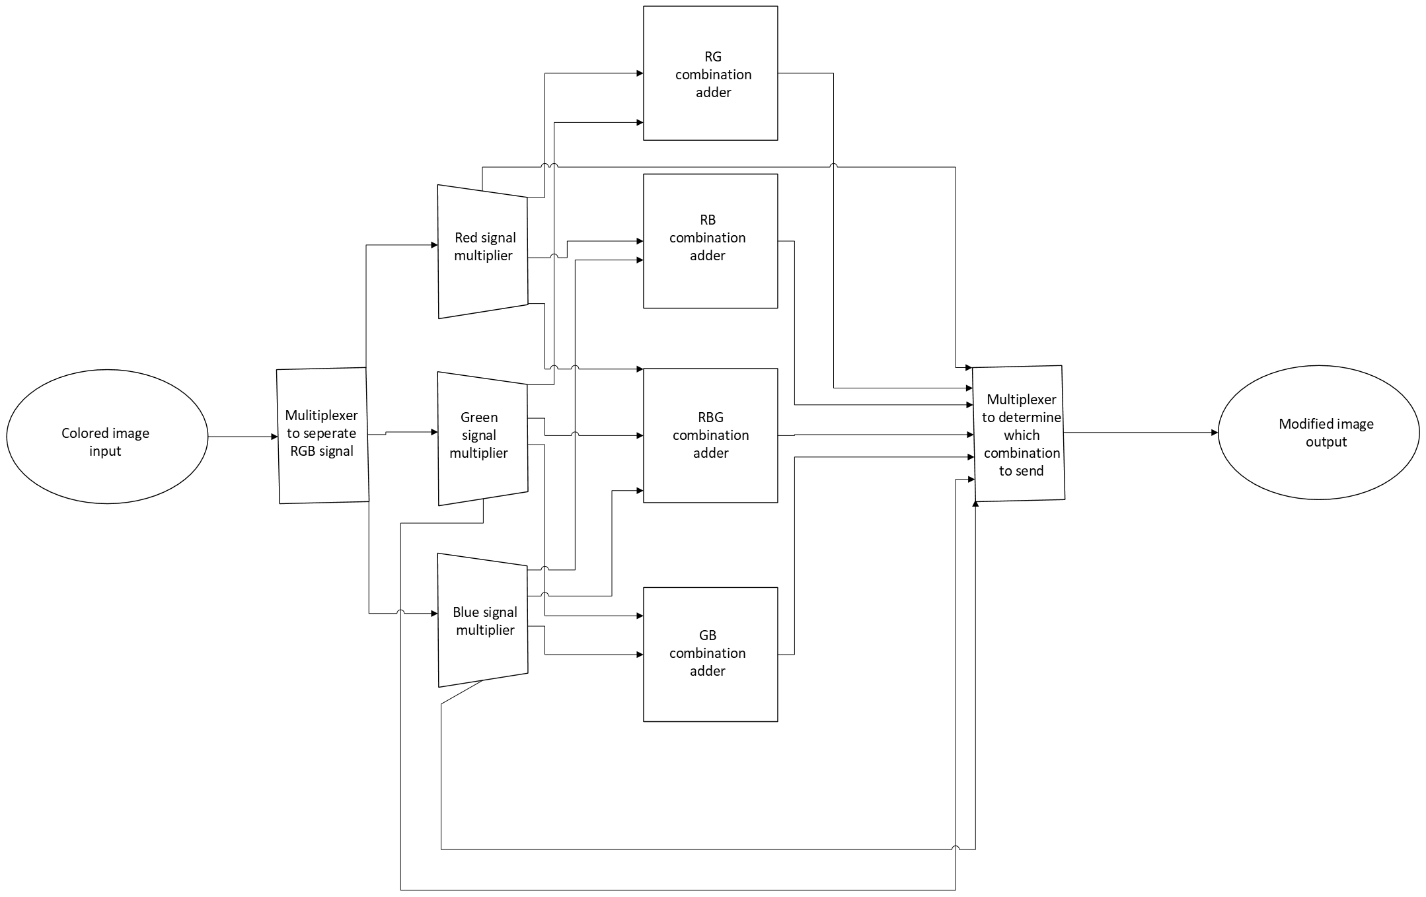 Colored image
input
Mulitiplexer
to seperate
RGB signal
Red signal
multiplier
Green
signal
multiplier
Blue signal
multiplier
RG
combination
adder
RB
combination
adder
RBG
combination
adder
GB
combination
adder
Multiplexer
to determine
which
combination
to send
Modified image
output